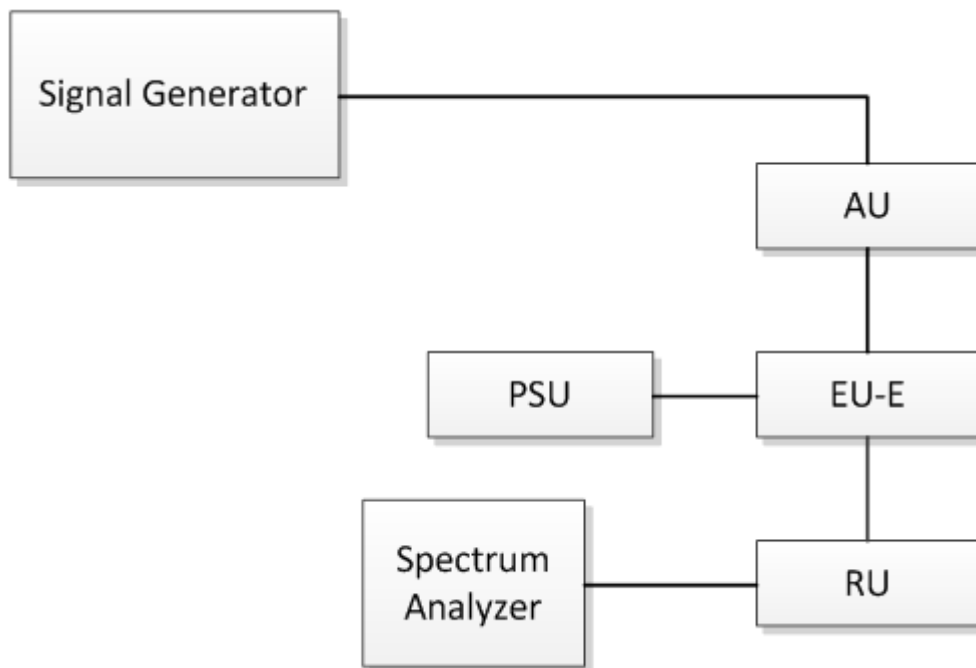 Signal Generator
AU
PSU
EU-E
Spectrum
Analyzer
RU